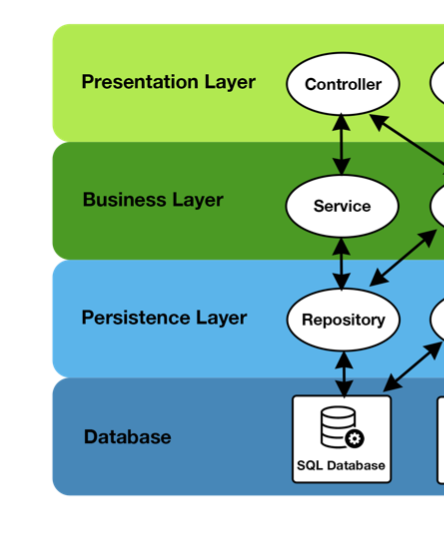 Presentation Layer
Controller
Business Layer
Service
Persistence Layer
Repository
Database
SQL Database